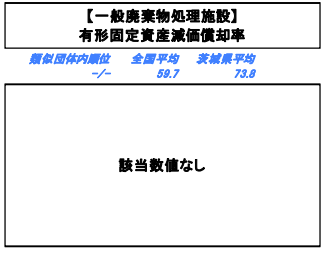 【一般廃棄物処理施設】
有形固定資産減価償却率
類似団体内順位 全国平均 茨城県平均
-/- 59.7 73.8
該当数値なし